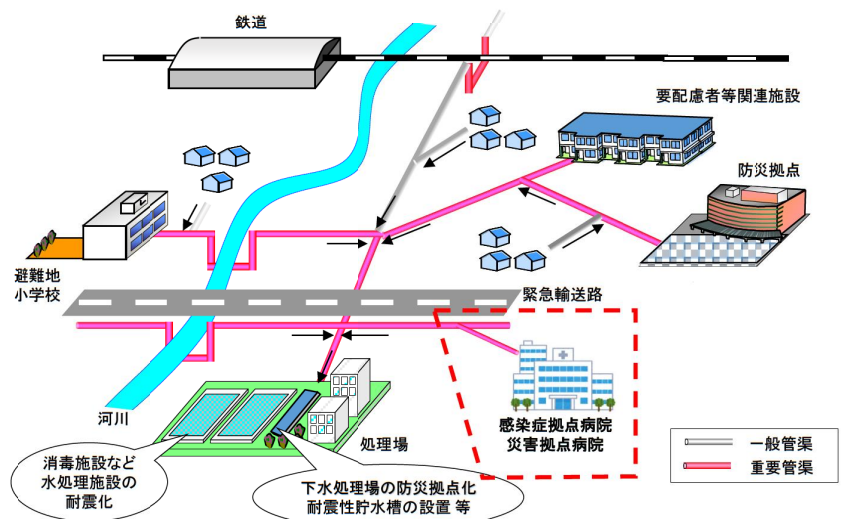 鉄道
要配慮者等関連施設
防災拠点
避難地
小学校
緊急輸送路
河川
処理場
感染症拠点病院
災害拠点病院
一般管渠
重要管渠
消毒施設など
水処理施設の
耐震化
下水処理場の防災拠点化
耐震性貯水槽の設置 等